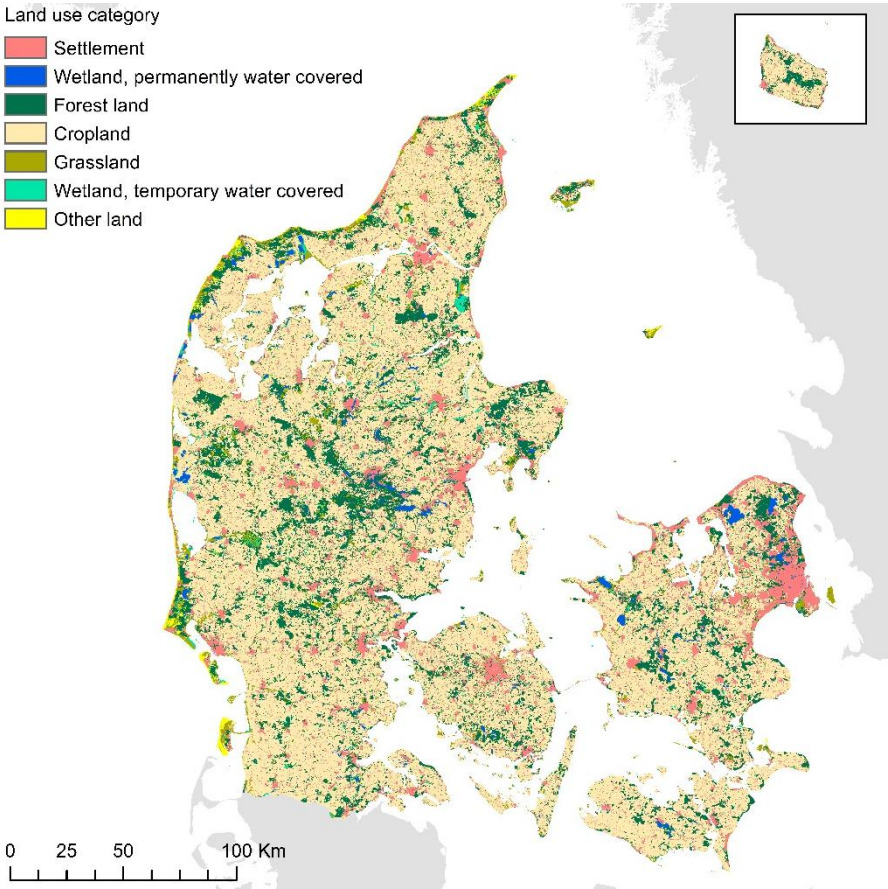 Land use category
Settlement
Wetland, permanently water covered
Forest land
Cropland
Grassland
Wetland, temporary water covered
Other land
0 25 50 100 Km